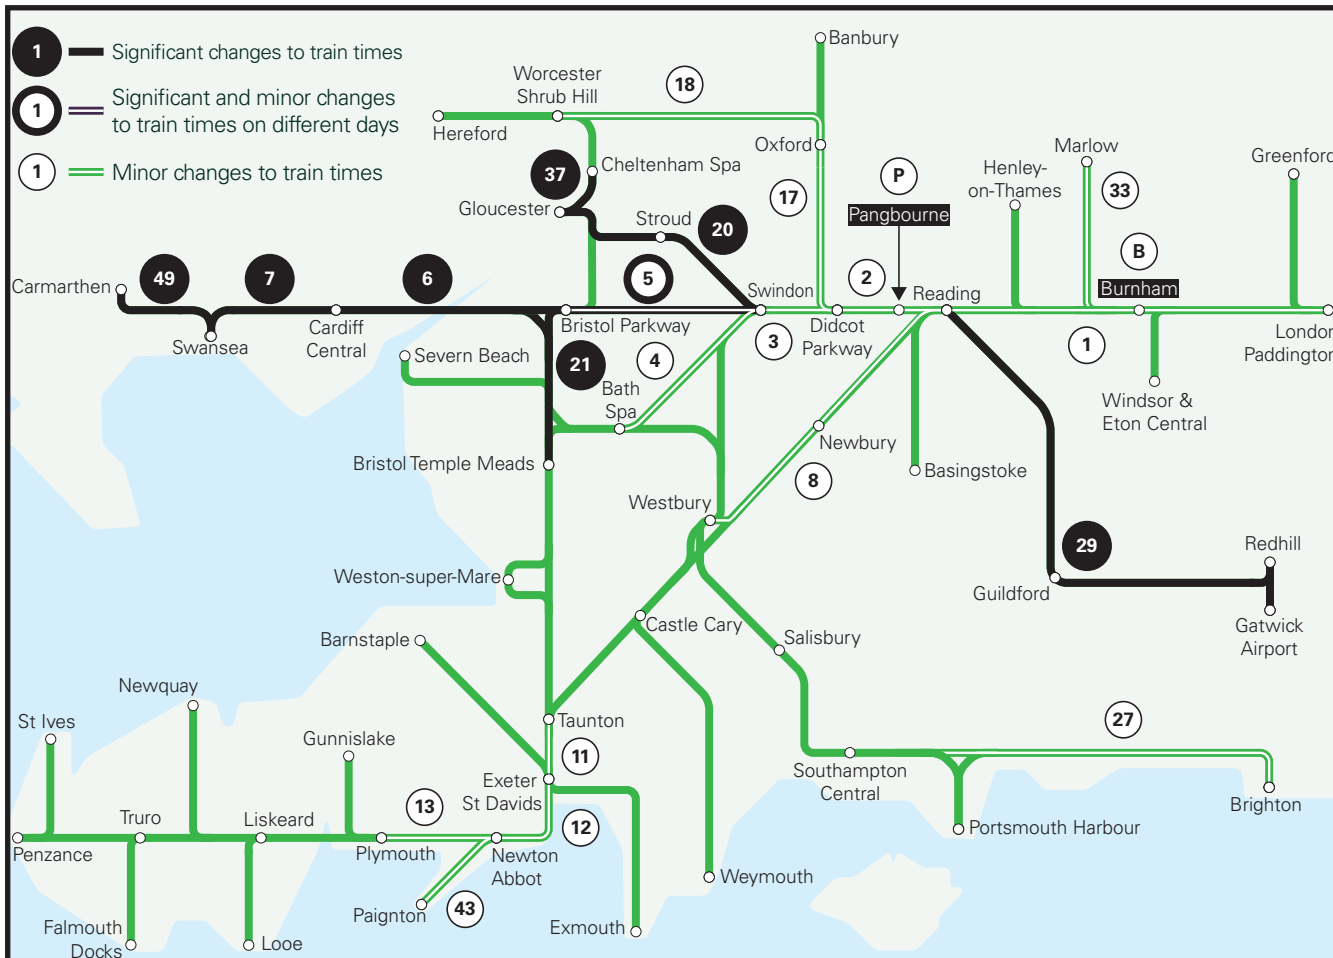 1 Significant changes to train times
1 Significant and minor changes
to train times on different days
1 Minor changes to train times
Banbury
Worcester
Shrub Hill
18
Hereford
Oxford
Marlow
Greenford
P
Henley-
on-Thames
37
Cheltenham Spa
17
33
Pangbourne
Gloucester
Stroud
20
B
Carmarthen
49
7
6
5
2
Burnham
Swindon
Reading
Swansea
Cardiff
Central
Bristol Parkway
3
Didcot
Parkway
1
London
Paddington
Severn Beach
21
4
Bath
Spa
Windsor &
Eton Central
Newbury
Bristol Temple Meads
Basingstoke
8
Westbury
29
Redhill
Weston-super-Mare
Guildford
Castle Cary
Gatwick
Airport
Barnstaple
Salisbury
Newquay
St Ives
Taunton
27
Gunnislake
11
Exeter
St Davids
Southampton
Central
Brighton
13
Truro
Liskeard
12
Portsmouth Harbour
Penzance
Plymouth
Newton
Abbot
Weymouth
Paignton
43
Falmouth
Docks
Looe
Exmouth